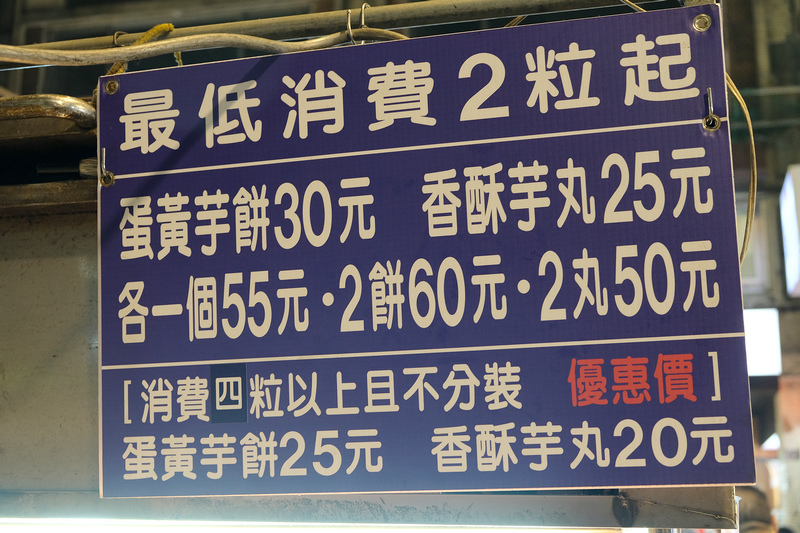 最低消費2粒起
蛋黃芋餅30元 香酥芋丸25元
各一個55元·2餅60元·2丸50元
[消費四粒以上且不分裝 優惠價]
蛋黃芋餅25元 香酥芋丸20元